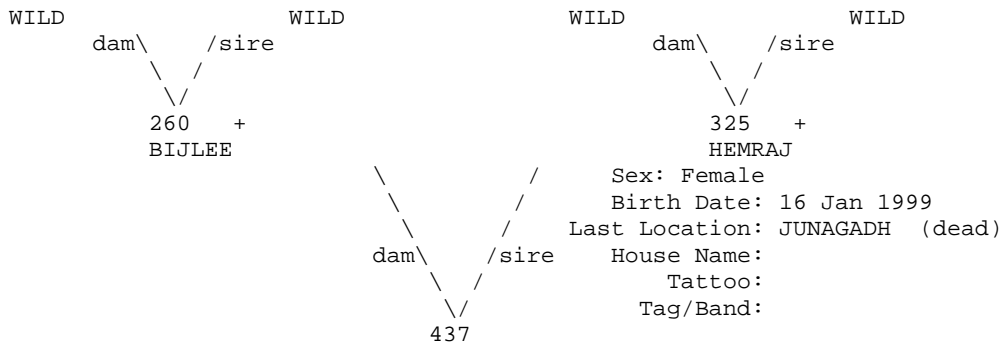 WILD WILD WILD WILD
dam\ /sire dam\ /sire
\ / \ /
\/ \/
260 + 325 +
BIJLEE HEMRAJ
\ / Sex: Female
\ / Birth Date: 16 Jan 1999
\ / Last Location: JUNAGADH (dead)
dam\ /sire House Name:
\ / Tattoo:
\/ Tag/Band:
437